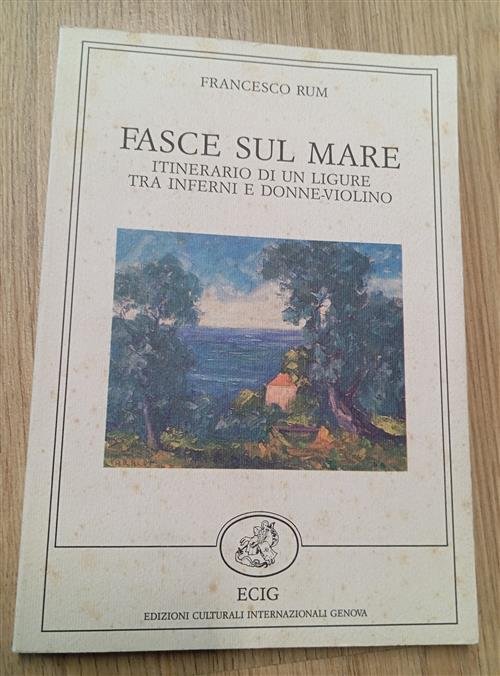 FRANCESCO RUM
FASCE SUL MARE
ITINERARIO DI UN LIGURE
TRA INFERNI E DONNE-VIOLINO
ECIG
EDIZIONI CULTURALI INTERNAZIONALI GENOVA